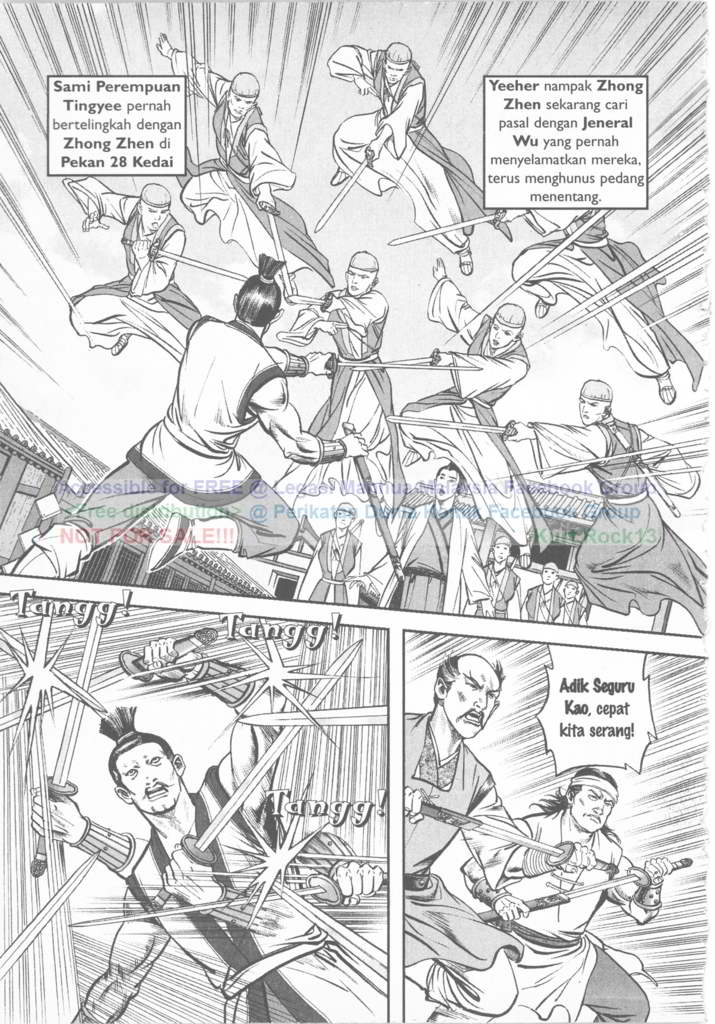 Sami Perempuan
Tingyee pernah
bertelingkah dengan
Zhong Zhen di
Pekan 28 Kedai
Yeeher nampak Zhong
Zhen sekarang cari
pasal dengan Jeneral
Wu yang pernah
menyelamatkan mereka,
terus menghunus pedang
menentang.
Accessible for FREE @ Legasi Manhua Malaysia Facebook Group
Free distribution @ Perikatan Dunia Komik Facebook Group
NOT FOR SALE!!! Kurt Rock13
Tangg!
Tangg!
Tangg!
Adik Seguru
Kao, cepat
kita serang!